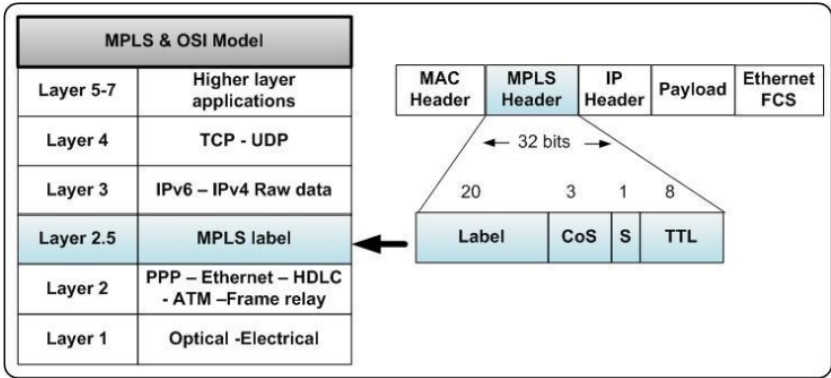 MPLS & OSI Model
Layer 5-7
Higher layer
applications
Layer 4
TCP - UDP
Layer 3
IPv6 – IPv4 Raw data
Layer 2.5
MPLS label
Layer 2
PPP – Ethernet – HDLC
- ATM –Frame relay
Layer 1
Optical -Electrical
MAC
Header
MPLS
Header
IP
Header
Payload
Ethernet
FCS
32 bits
20 3 1 8
Label CoS S TTL